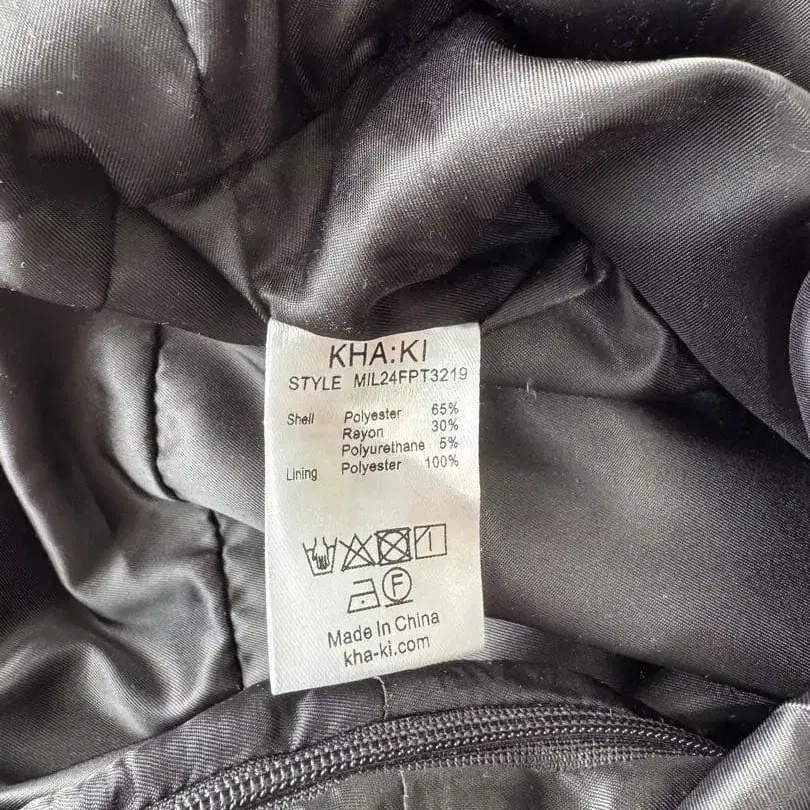 KHA:KI
STYLE MIL24FPT3219
Shell Polyester 65%
Rayon 30%
Polyurethane 5%
Lining Polyester 100%
F
Made In China
kha-ki.com